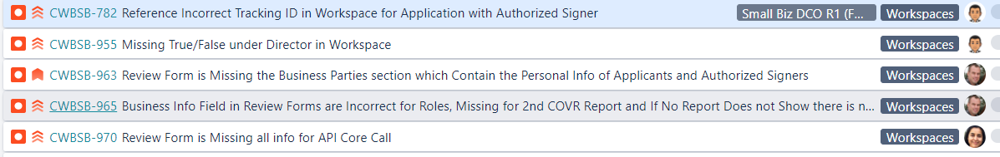 CWBSB-782 Reference Incorrect Tracking ID in Workspace for Application with Authorized Signer Small Biz DCO R1 (F... Workspaces
CWBSB-955 Missing True/False under Director in Workspace Workspaces
CWBSB-963 Review Form is Missing the Business Parties section which Contain the Personal Info of Applicants and Authorized Signers Workspaces
CWBSB-965 Business Info Field in Review Forms are Incorrect for Roles, Missing for 2nd COVR Report and If No Report Does not Show there is n... Workspaces
CWBSB-970 Review Form is Missing all info for API Core Call Workspaces